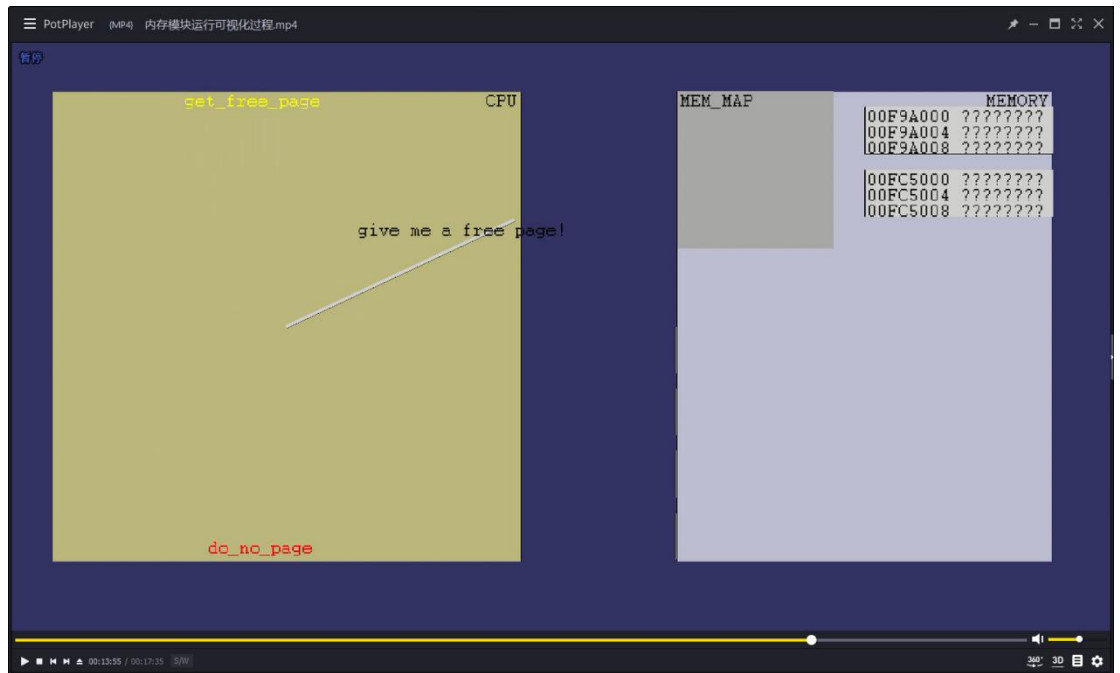 PotPlayer (MP4) 内存模块运行可视化过程.mp4
暂停
get_free_page
CPU
give me a free page!
do_no_page
MEM_MAP
MEMORY
00F9A000 ????????
00F9A004 ????????
00F9A008 ????????
00FC5000 ????????
00FC5004 ????????
00FC5008 ????????
00:13:55 / 00:17:35 S/W
360° 3D